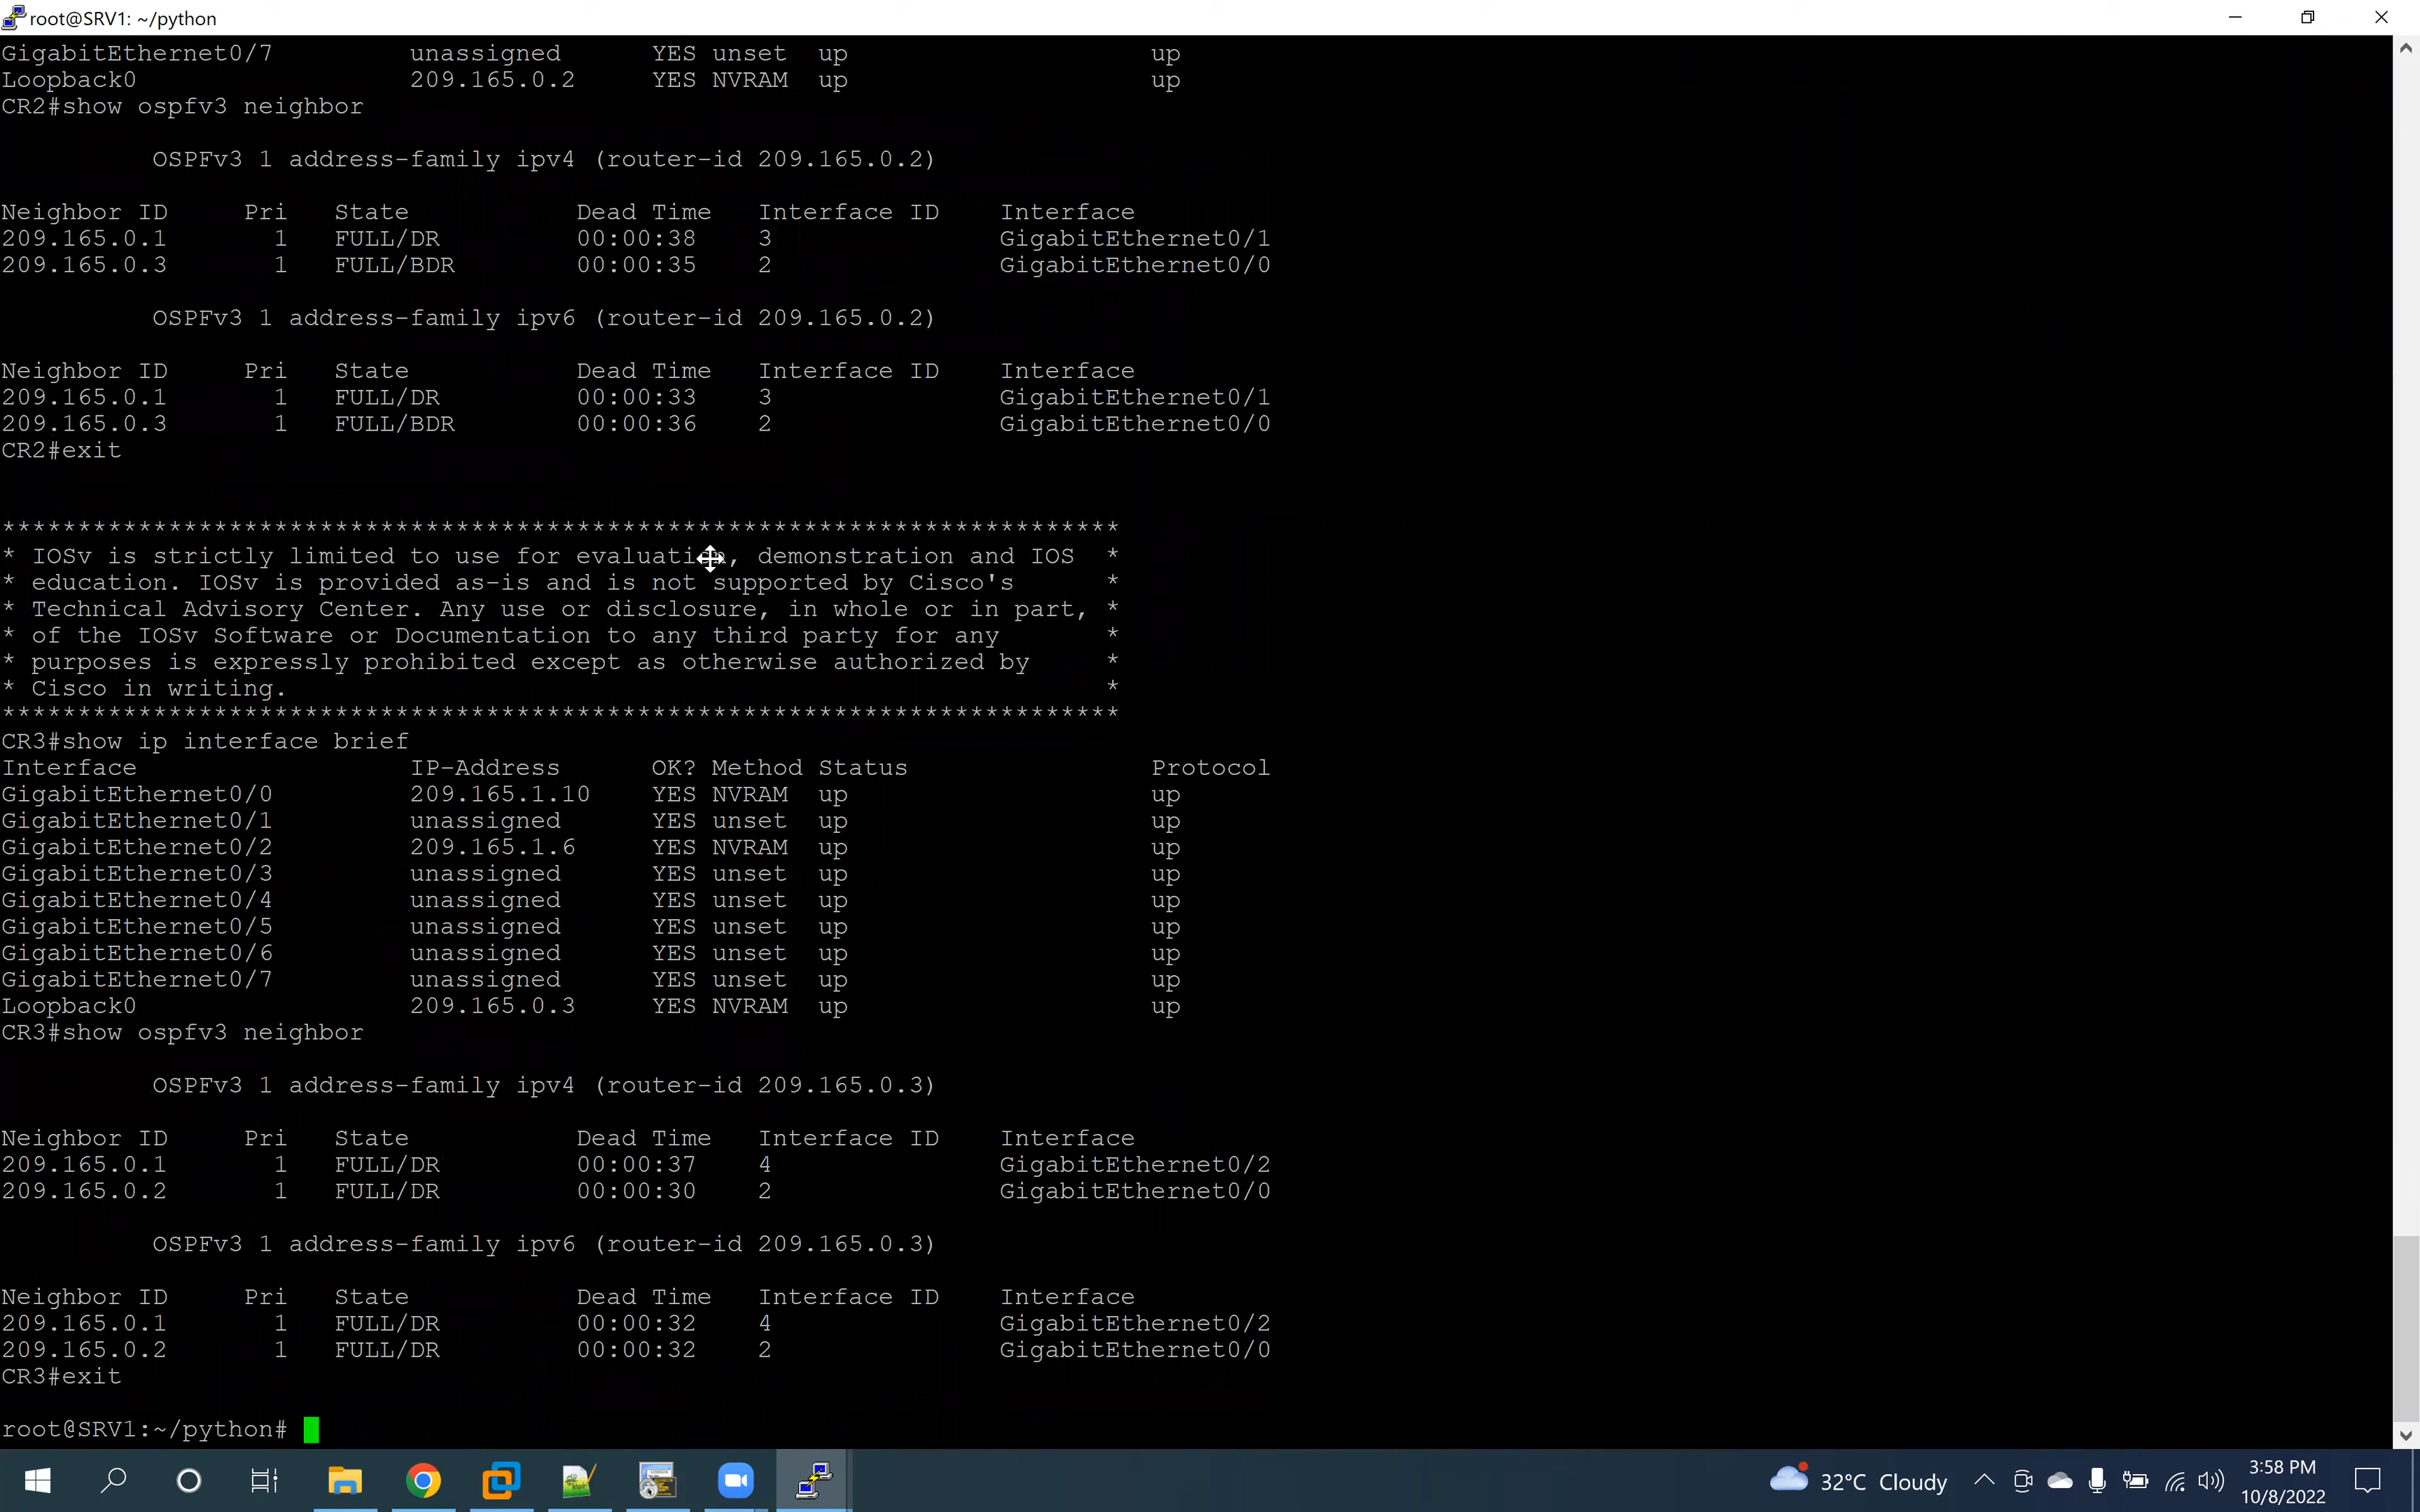 root@SRV1: ~/python
GigabitEthernet0/7 unassigned YES unset up up
Loopback0 209.165.0.2 YES NVRAM up up
CR2#show ospfv3 neighbor
OSPFv3 1 address-family ipv4 (router-id 209.165.0.2)
Neighbor ID Pri State Dead Time Interface ID Interface
209.165.0.1 1 FULL/DR 00:00:38 3 GigabitEthernet0/1
209.165.0.3 1 FULL/BDR 00:00:35 2 GigabitEthernet0/0
OSPFv3 1 address-family ipv6 (router-id 209.165.0.2)
Neighbor ID Pri State Dead Time Interface ID Interface
209.165.0.1 1 FULL/DR 00:00:33 3 GigabitEthernet0/1
209.165.0.3 1 FULL/BDR 00:00:36 2 GigabitEthernet0/0
CR2#exit
**************************************************************************
* IOSv is strictly limited to use for evaluation, demonstration and IOS *
* education. IOSv is provided as-is and is not supported by Cisco's *
* Technical Advisory Center. Any use or disclosure, in whole or in part, *
* of the IOSv Software or Documentation to any third party for any *
* purposes is expressly prohibited except as otherwise authorized by *
* Cisco in writing. *
**************************************************************************
CR3#show ip interface brief
Interface IP-Address OK? Method Status Protocol
GigabitEthernet0/0 209.165.1.10 YES NVRAM up up
GigabitEthernet0/1 unassigned YES unset up up
GigabitEthernet0/2 209.165.1.6 YES NVRAM up up
GigabitEthernet0/3 unassigned YES unset up up
GigabitEthernet0/4 unassigned YES unset up up
GigabitEthernet0/5 unassigned YES unset up up
GigabitEthernet0/6 unassigned YES unset up up
GigabitEthernet0/7 unassigned YES unset up up
Loopback0 209.165.0.3 YES NVRAM up up
CR3#show ospfv3 neighbor
OSPFv3 1 address-family ipv4 (router-id 209.165.0.3)
Neighbor ID Pri State Dead Time Interface ID Interface
209.165.0.1 1 FULL/DR 00:00:37 4 GigabitEthernet0/2
209.165.0.2 1 FULL/DR 00:00:30 2 GigabitEthernet0/0
OSPFv3 1 address-family ipv6 (router-id 209.165.0.3)
Neighbor ID Pri State Dead Time Interface ID Interface
209.165.0.1 1 FULL/DR 00:00:32 4 GigabitEthernet0/2
209.165.0.2 1 FULL/DR 00:00:32 2 GigabitEthernet0/0
CR3#exit
root@SRV1:~/python#
32°C Cloudy
3:58 PM
10/8/2022